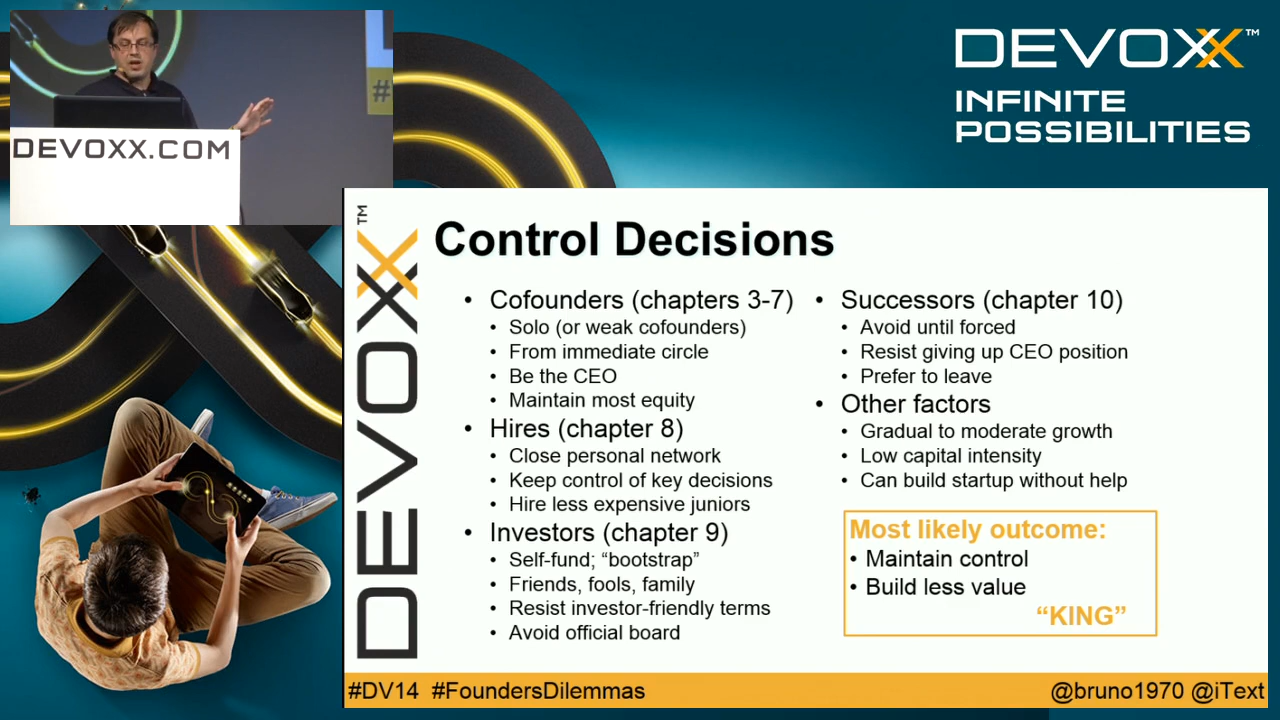 DEVOXX™
INFINITE
POSSIBILITIES
#
DEVOXX.COM
DEVOXX™
Control Decisions
• Cofounders (chapters 3-7)
• Solo (or weak cofounders)
• From immediate circle
• Be the CEO
• Maintain most equity
• Hires (chapter 8)
• Close personal network
• Keep control of key decisions
• Hire less expensive juniors
• Investors (chapter 9)
• Self-fund; “bootstrap”
• Friends, fools, family
• Resist investor-friendly terms
• Avoid official board
• Successors (chapter 10)
• Avoid until forced
• Resist giving up CEO position
• Prefer to leave
• Other factors
• Gradual to moderate growth
• Low capital intensity
• Can build startup without help
Most likely outcome:
• Maintain control
• Build less value
“KING”
#DV14 #FoundersDilemmas
@bruno1970 @iText